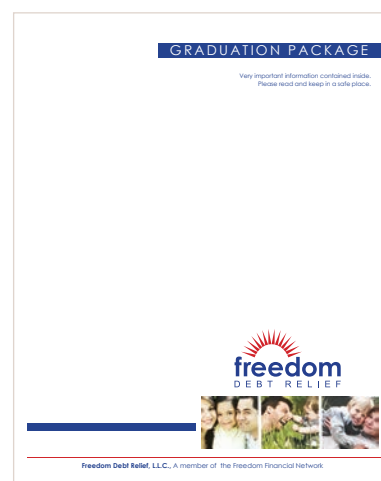 GRADUATION PACKAGE
Very important information contained inside.
Please read and keep in a safe place.
freedom
DEBT RELIEF
Freedom Debt Relief, L.L.C., A member of the Freedom Financial Network